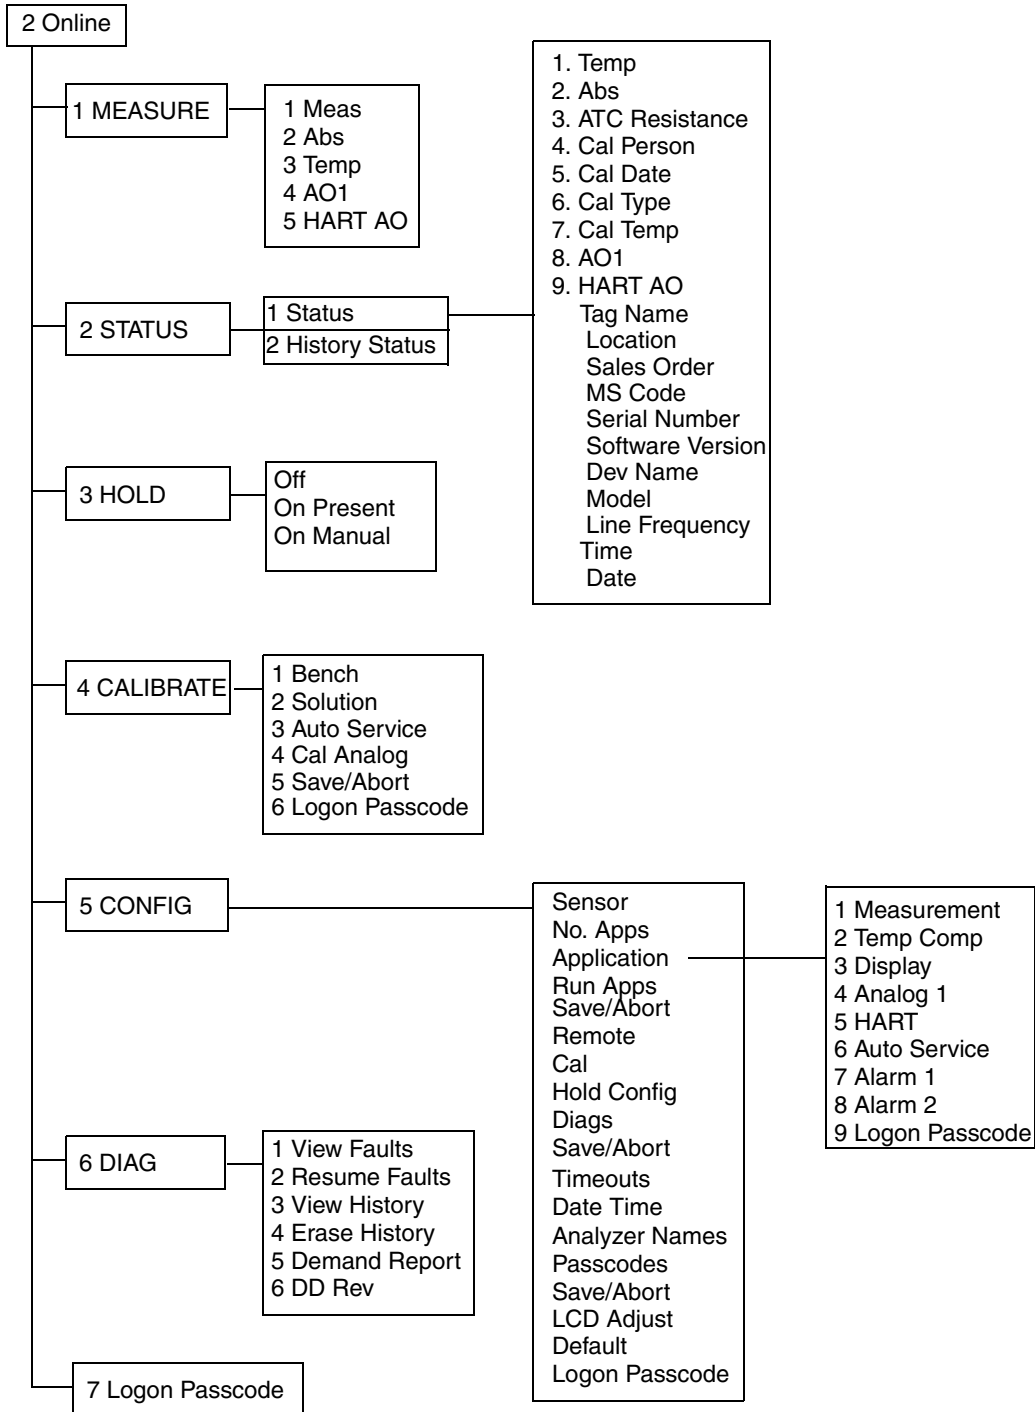 2 Online
1 MEASURE
1 Meas
2 Abs
3 Temp
4 AO1
5 HART AO
2 STATUS
1 Status
2 History Status
1. Temp
2. Abs
3. ATC Resistance
4. Cal Person
5. Cal Date
6. Cal Type
7. Cal Temp
8. AO1
9. HART AO
Tag Name
Location
Sales Order
MS Code
Serial Number
Software Version
Dev Name
Model
Line Frequency
Time
Date
3 HOLD
Off
On Present
On Manual
4 CALIBRATE
1 Bench
2 Solution
3 Auto Service
4 Cal Analog
5 Save/Abort
6 Logon Passcode
5 CONFIG
Sensor
No. Apps
Application
Run Apps
Save/Abort
Remote
Cal
Hold Config
Diags
Save/Abort
Timeouts
Date Time
Analyzer Names
Passcodes
Save/Abort
LCD Adjust
Default
Logon Passcode
1 Measurement
2 Temp Comp
3 Display
4 Analog 1
5 HART
6 Auto Service
7 Alarm 1
8 Alarm 2
9 Logon Passcode
6 DIAG
1 View Faults
2 Resume Faults
3 View History
4 Erase History
5 Demand Report
6 DD Rev
7 Logon Passcode